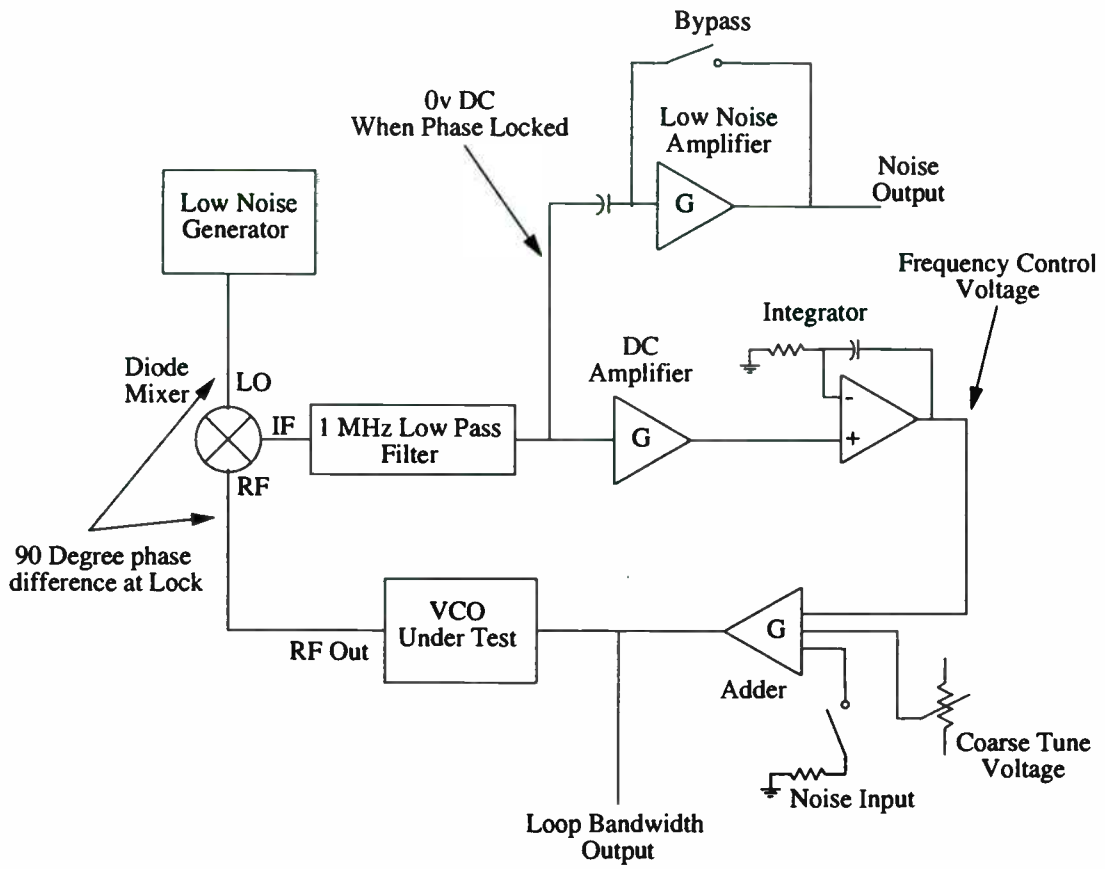 Bypass
0v DC
When Phase Locked
Low Noise
Amplifier
G
Noise
Output
Low Noise
Generator
Frequency Control
Voltage
Integrator
DC
Amplifier
Diode
Mixer
LO
IF
RF
1 MHz Low Pass
Filter
G
-
+
90 Degree phase
difference at Lock
VCO
Under Test
RF Out
G
Adder
Coarse Tune
Voltage
Noise Input
Loop Bandwidth
Output